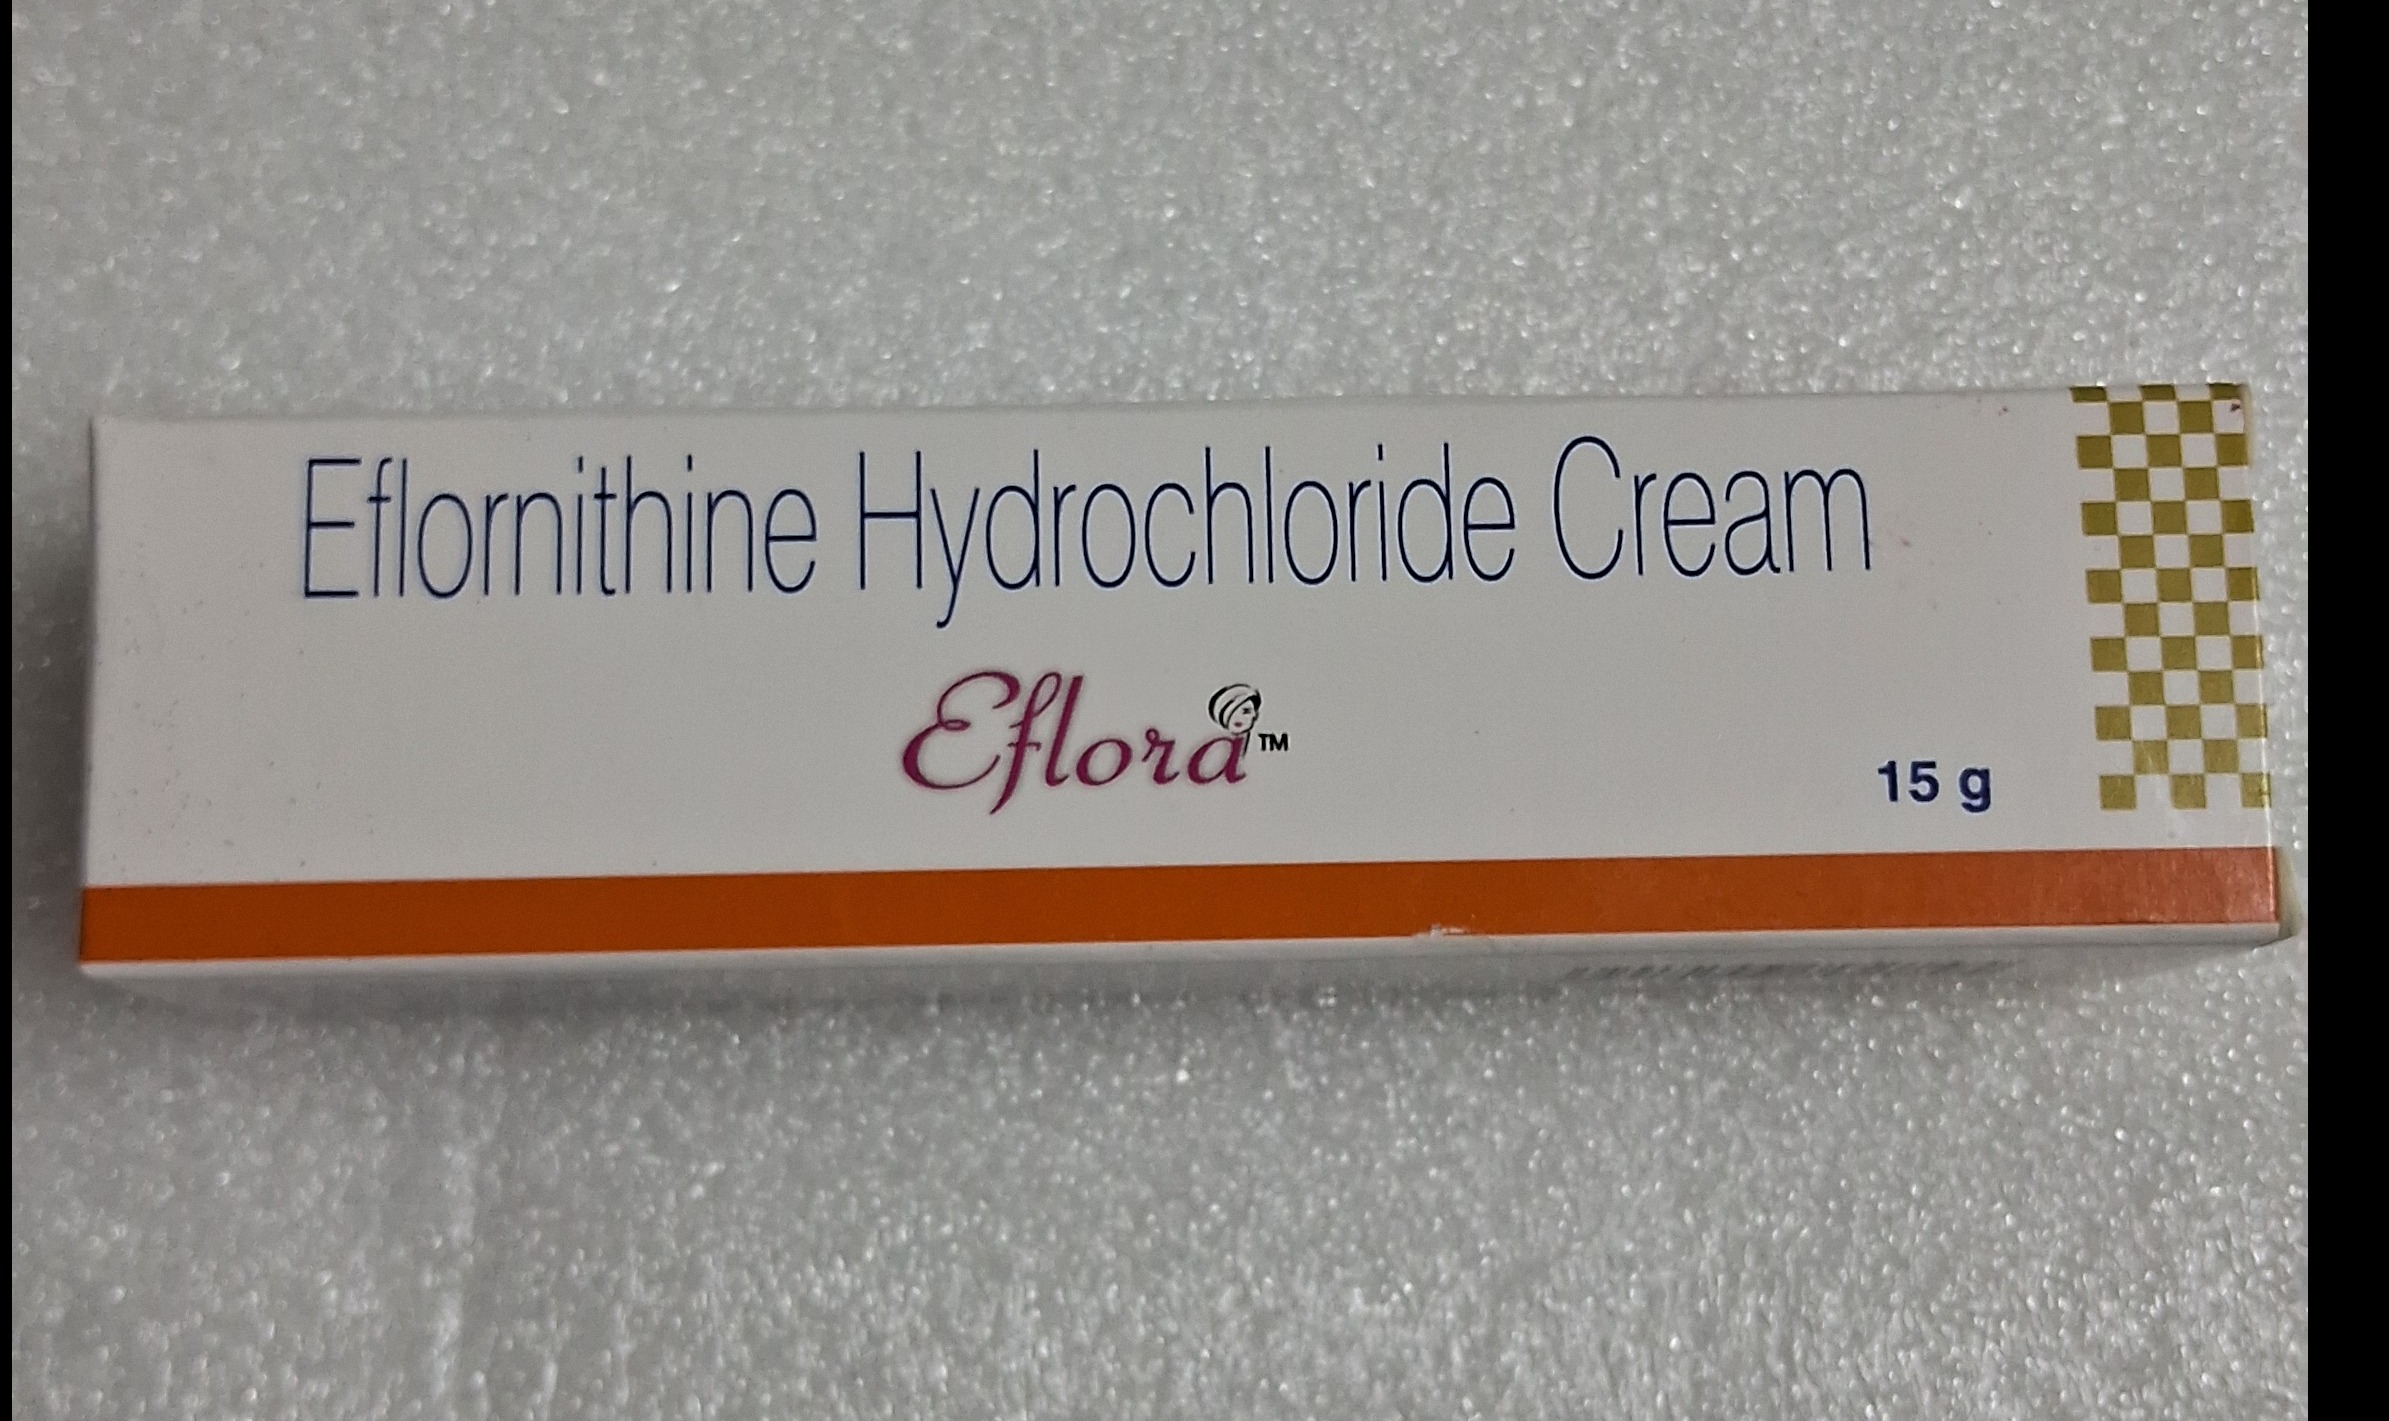 Eflornithine Hydrochloride Cream
Eflora™
15 g